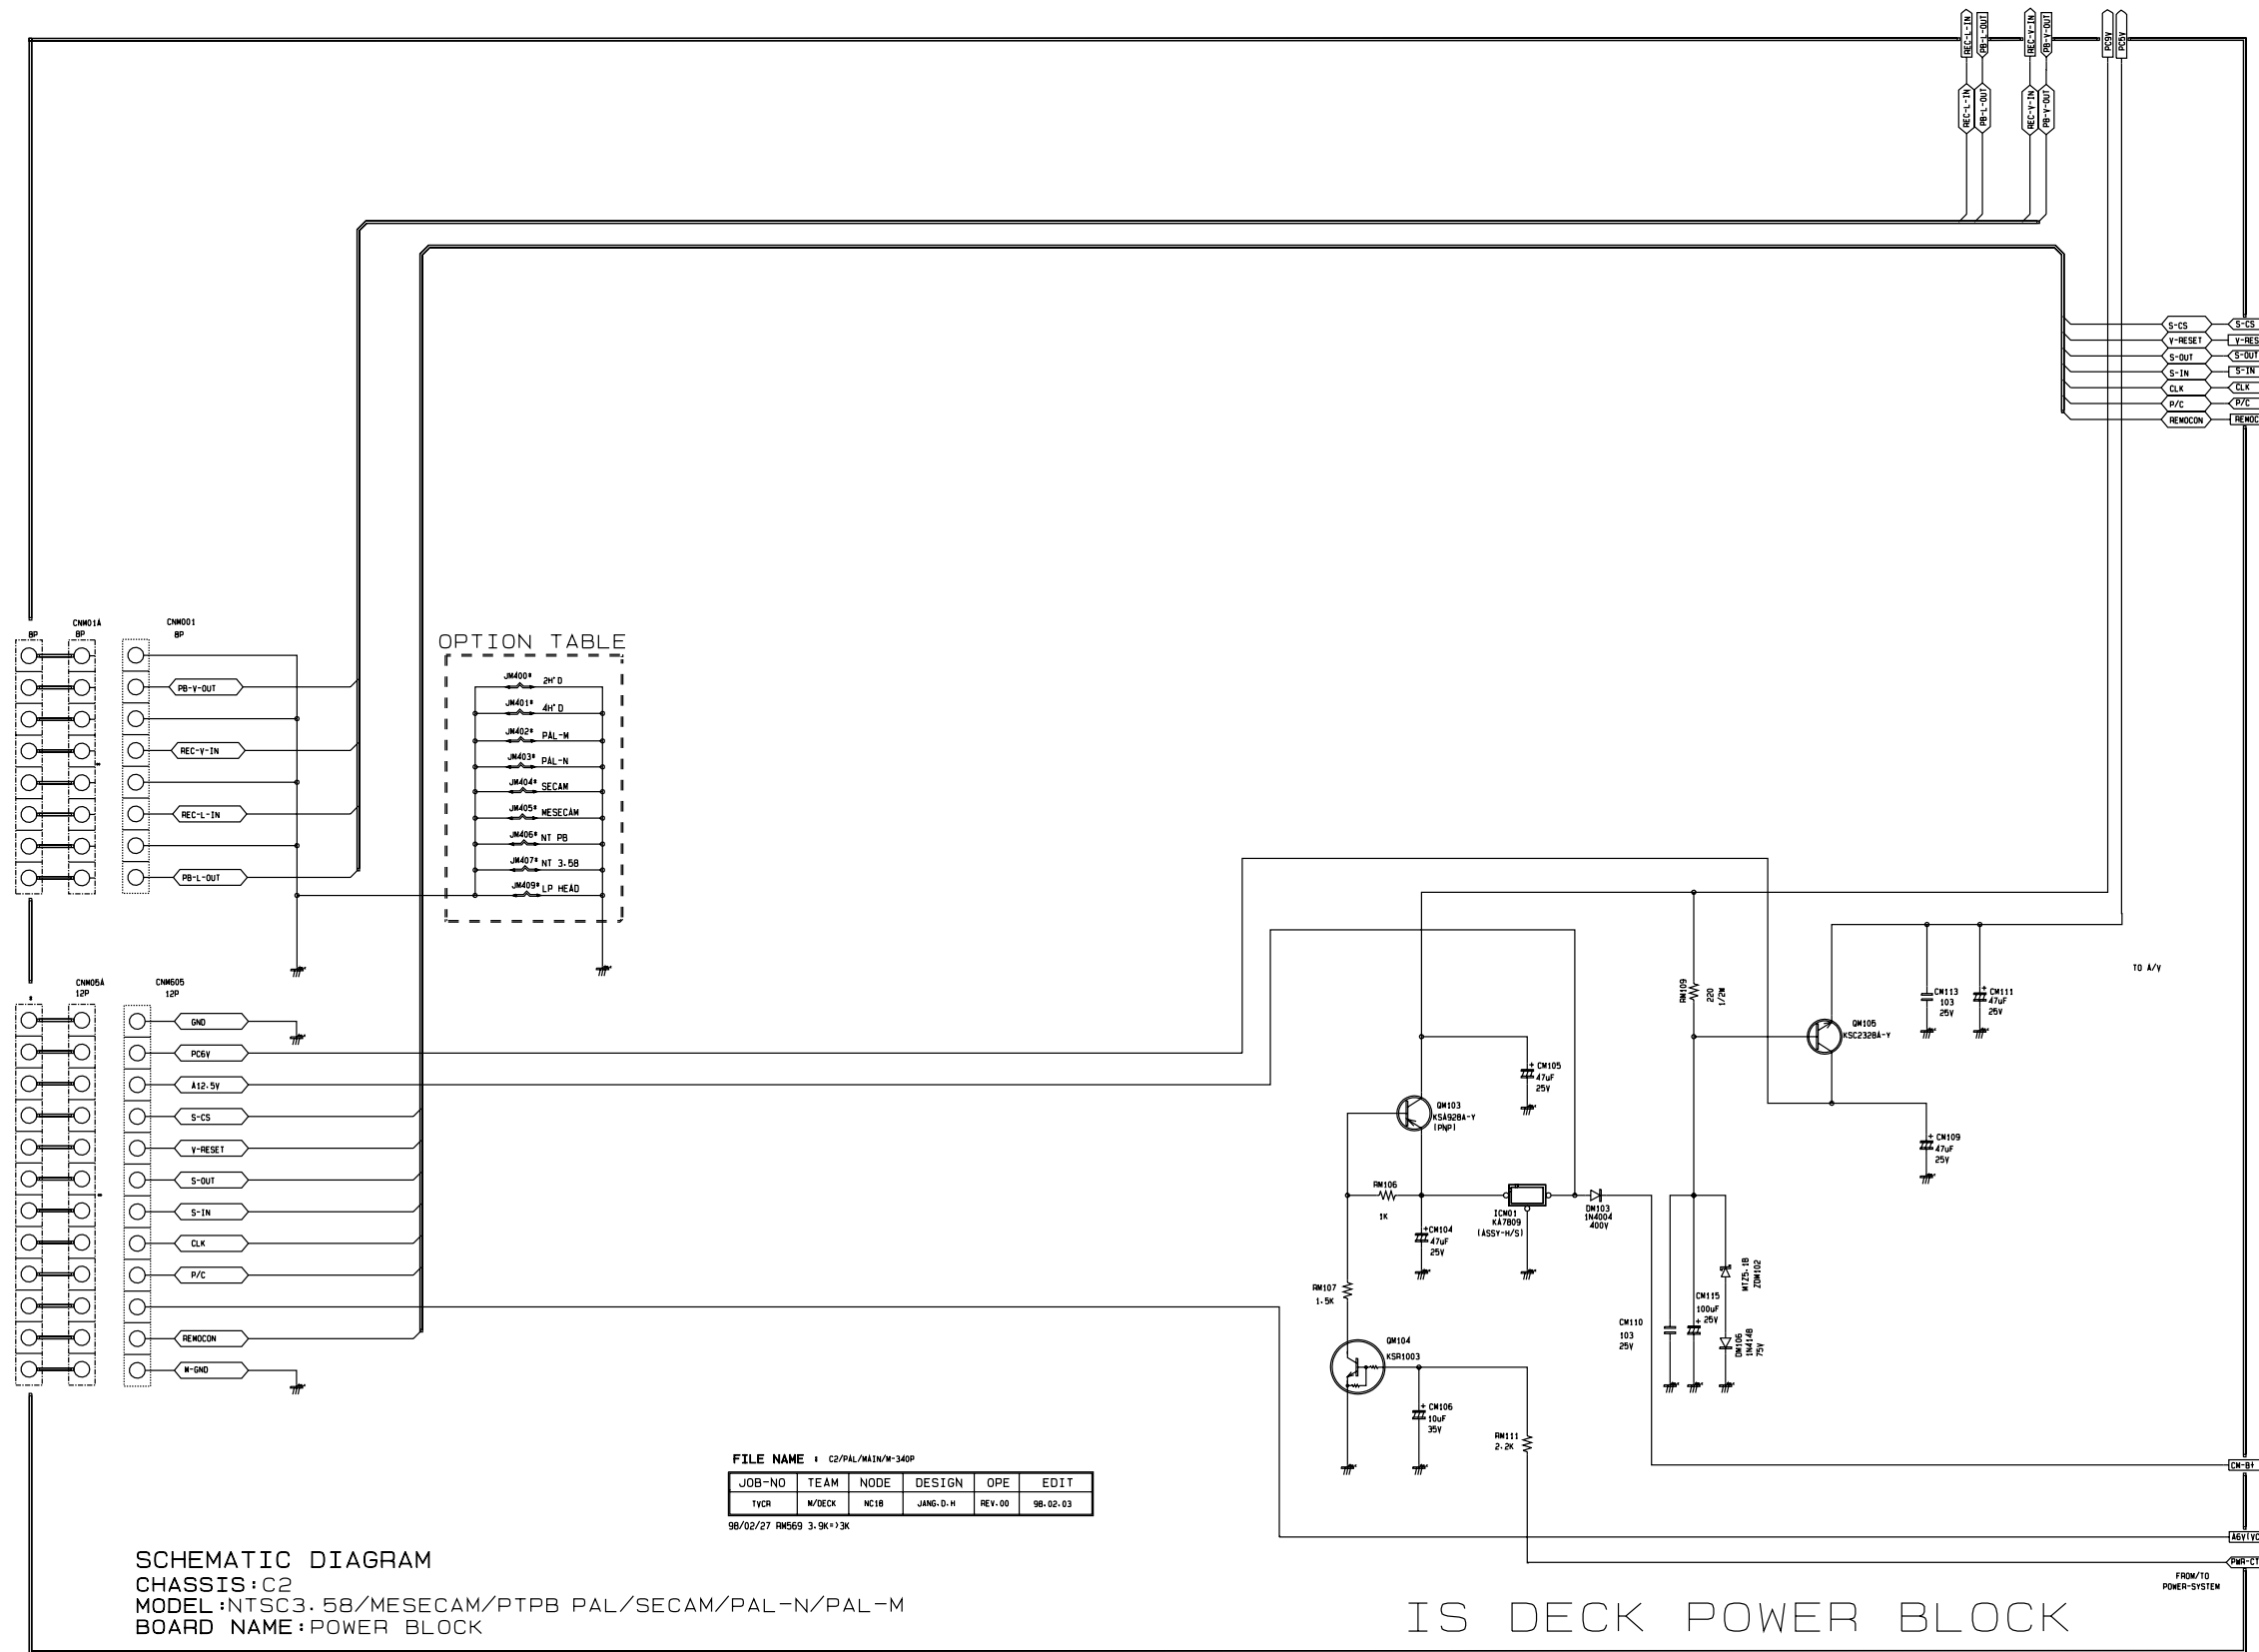 REC-L-IN
PB-L-OUT
REC-V-IN
PB-V-OUT
PC9V
REC-L-IN
PB-L-OUT
REC-V-IN
PB-V-OUT
S-CS S-CS
V-RESET V-RES
S-OUT S-OUT
S-IN S-IN
CLK CLK
P/C P/C
REMOCON REMOC
CNM01A
8P 8P
CNM001
8P
PB-V-OUT
REC-V-IN
REC-L-IN
PB-L-OUT
OPTION TABLE
JM400* 2H'D
JM401* 4H'D
JM402* PAL-M
JM403* PAL-N
JM404* SECAM
JM405* MESECAM
JM406* NT PB
JM407* NT 3.58
JM409* LP HEAD
CNM05A
12P
CNM605
12P
GND
PC6V
A12.5V
S-CS
V-RESET
S-OUT
S-IN
CLK
P/C
REMOCON
M-GND
RM109
220
1/2W
CM113
103
25V
CM111
47uF
25V
TO A/V
QM105
KSC2328A-Y
CM105
47uF
25V
QM103
KSA928A-Y
(PNP)
CM109
47uF
25V
RM106
1K
ICM01
KA7809
(ASSY-H/S)
DM103
1N4004
400V
CM104
47uF
25V
RM107
1.5K
MTZ5.1B
ZDM102
CM115
100uF
25V
CM110
103
25V
DM106
1N4148
75V
QM104
KSR1003
CM106
10uF
35V
RM111
2.2K
CM-B+
A6V(VC
PWR-CT
FROM/TO
POWER-SYSTEM
FILE NAME : C2/PAL/MAIN/M-340P
JOB-NO TEAM NODE DESIGN OPE EDIT
TVCR M/DECK NC18 JANG.D.H REV.00 98.02.03
98/02/27 RM569 3.9K=>3K
SCHEMATIC DIAGRAM
CHASSIS:C2
MODEL:NTSC3.58/MESECAM/PTPB PAL/SECAM/PAL-N/PAL-M
BOARD NAME:POWER BLOCK
IS DECK POWER BLOCK